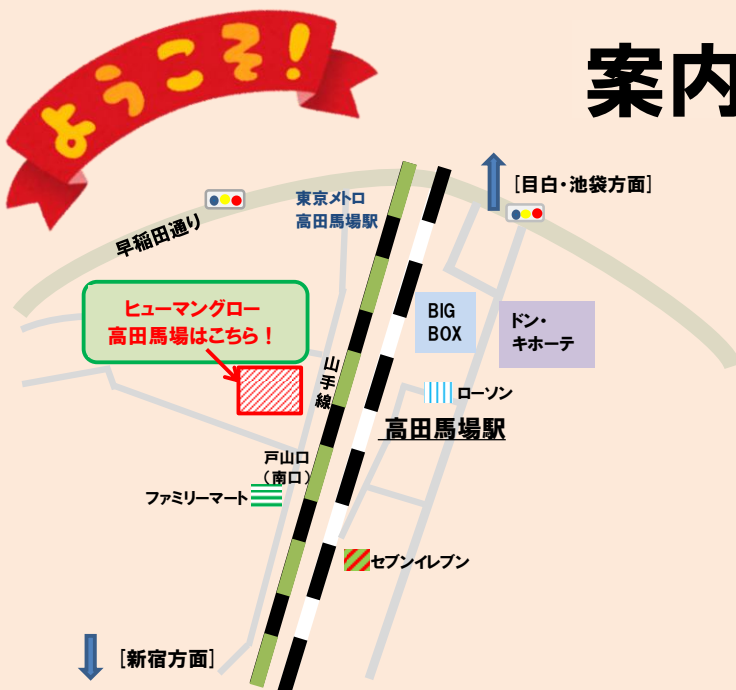 ようこそ!
案内
[目白・池袋方面]
東京メトロ
高田馬場駅
早稲田通り
ヒューマングロー
高田馬場はこちら！
BIG
BOX
ドン・
キホーテ
山手線
ローソン
高田馬場駅
戸山口
（南口）
ファミリーマート
セブンイレブン
[新宿方面]